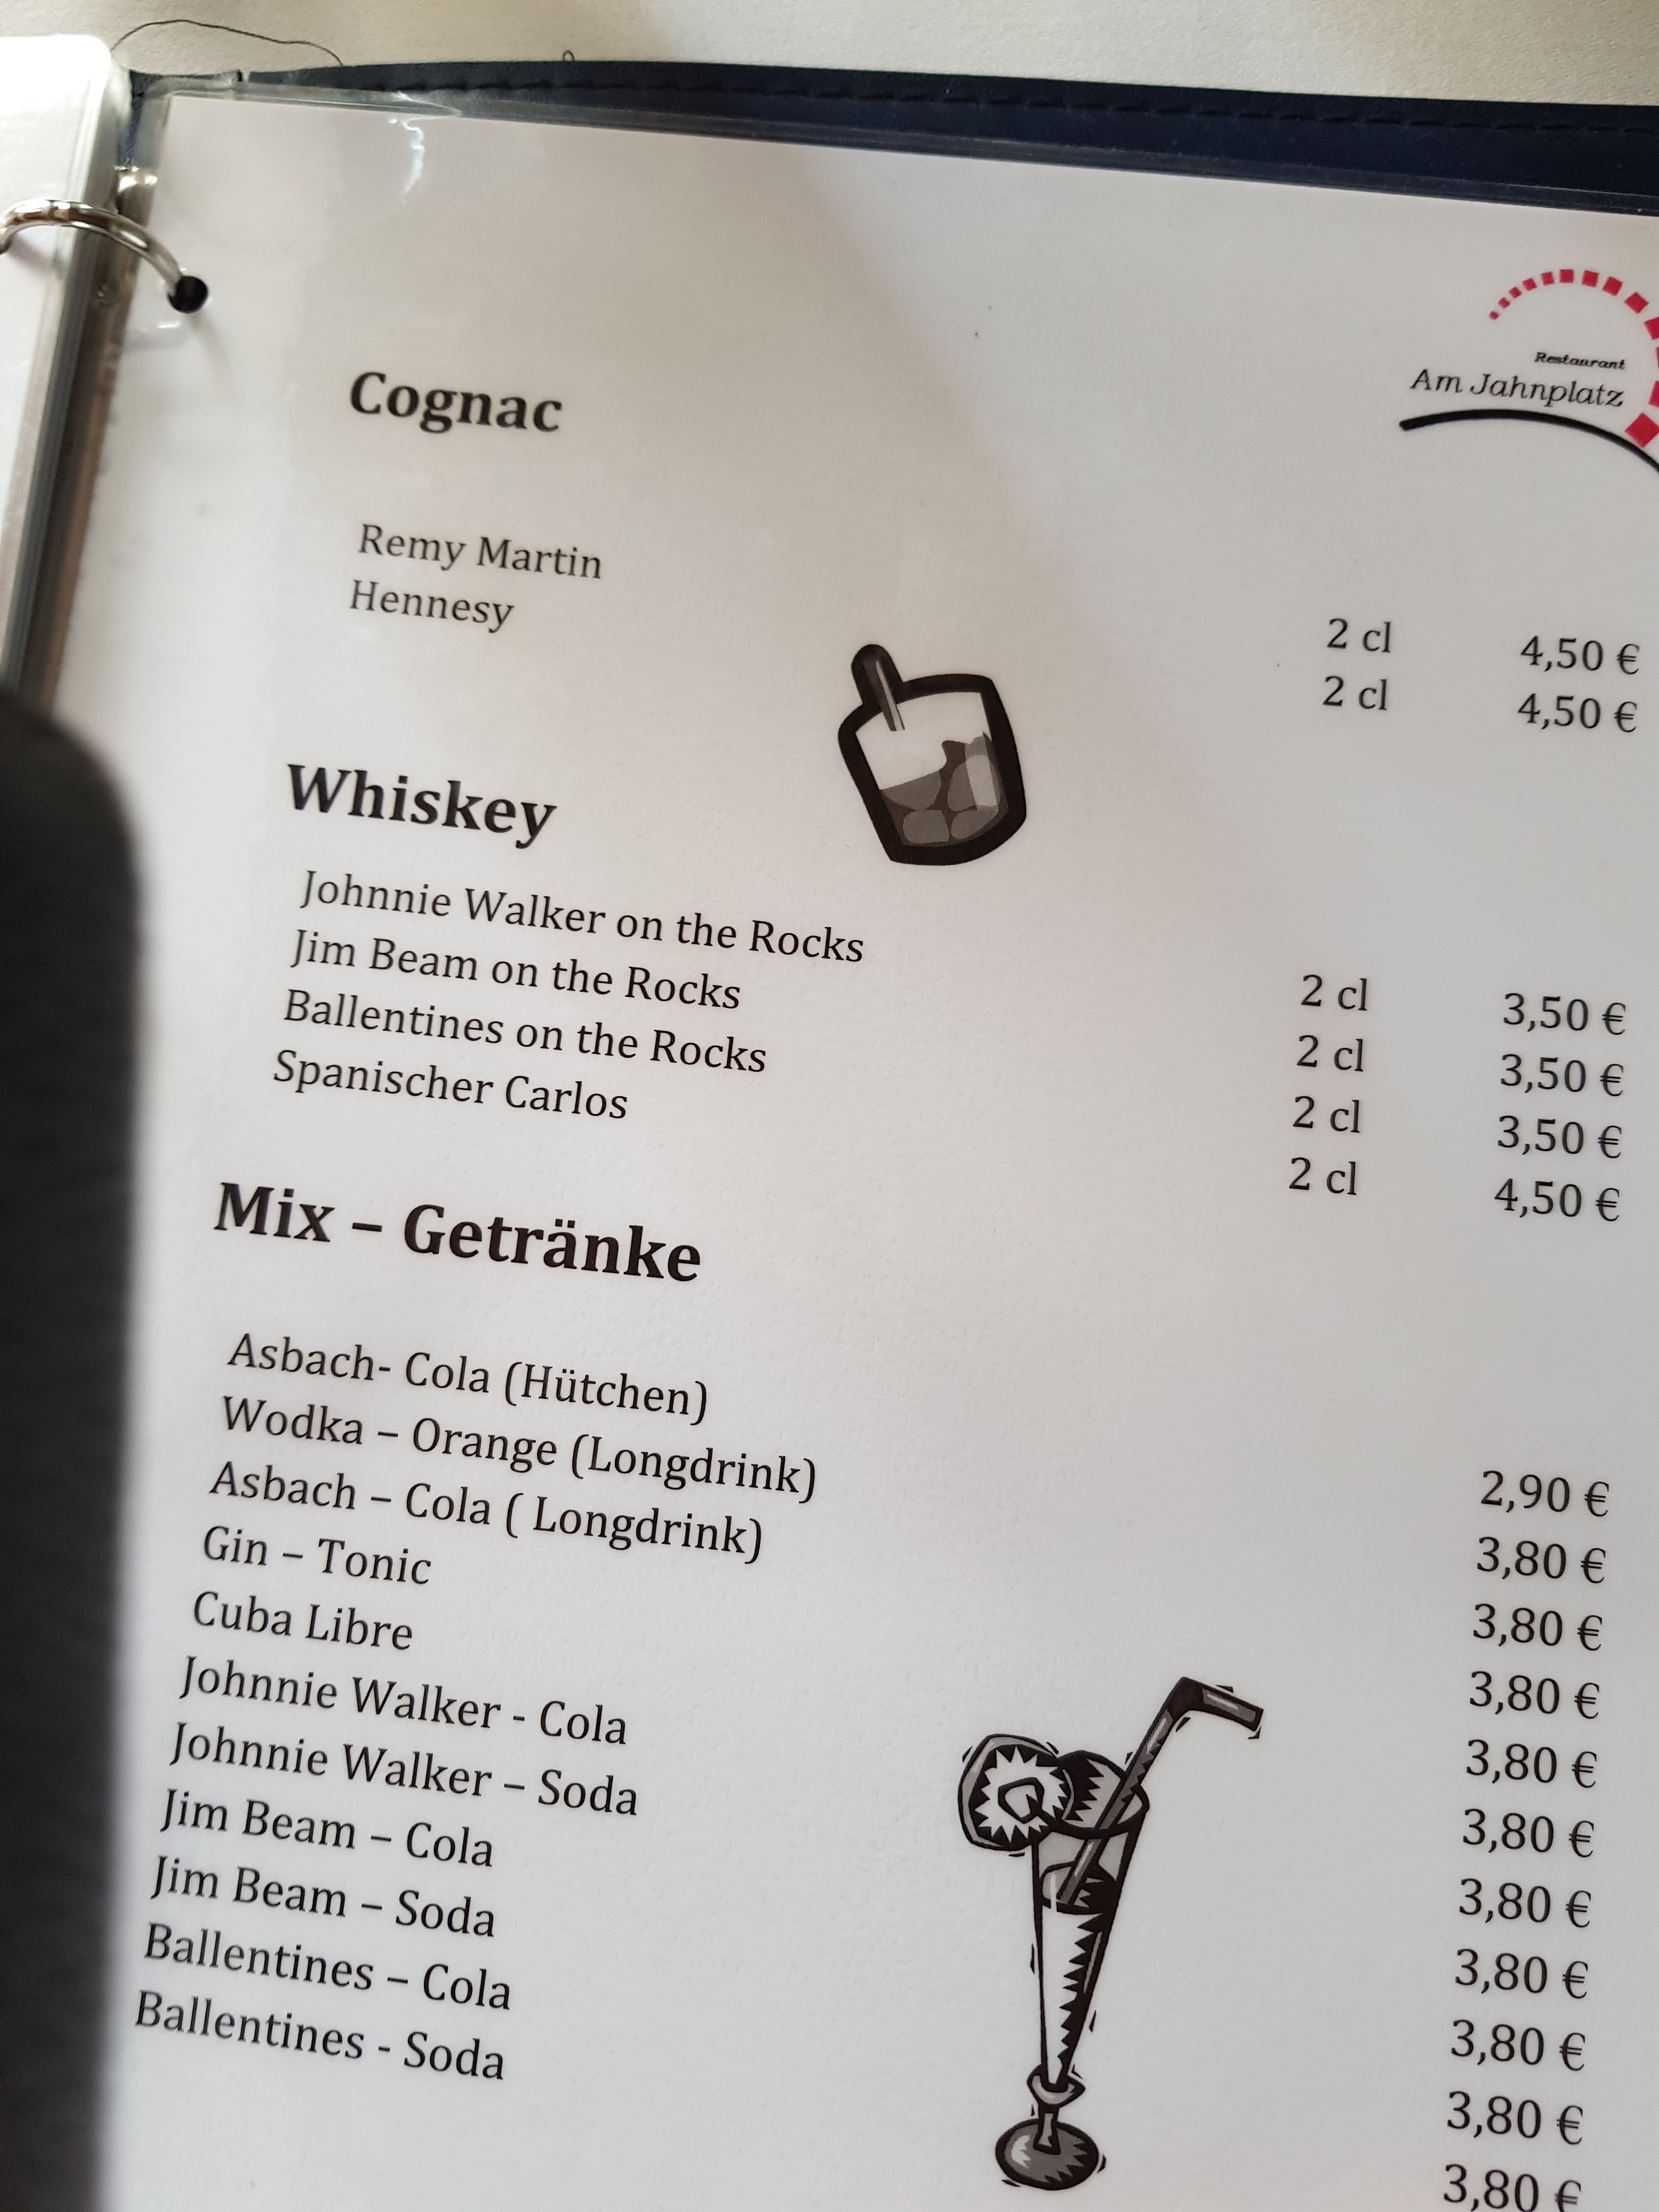 Restaurant
Am Jahnplatz
Cognac
Remy Martin 2 cl 4,50 €
Hennesy 2 cl 4,50 €
Whiskey
Johnnie Walker on the Rocks 2 cl 3,50 €
Jim Beam on the Rocks 2 cl 3,50 €
Ballentines on the Rocks 2 cl 3,50 €
Spanischer Carlos 2 cl 4,50 €
Mix – Getränke
Asbach- Cola (Hütchen) 2,90 €
Wodka – Orange (Longdrink) 3,80 €
Asbach – Cola ( Longdrink) 3,80 €
Gin – Tonic 3,80 €
Cuba Libre 3,80 €
Johnnie Walker - Cola 3,80 €
Johnnie Walker – Soda 3,80 €
Jim Beam – Cola 3,80 €
Jim Beam – Soda 3,80 €
Ballentines – Cola 3,80 €
Ballentines - Soda 3,80 €